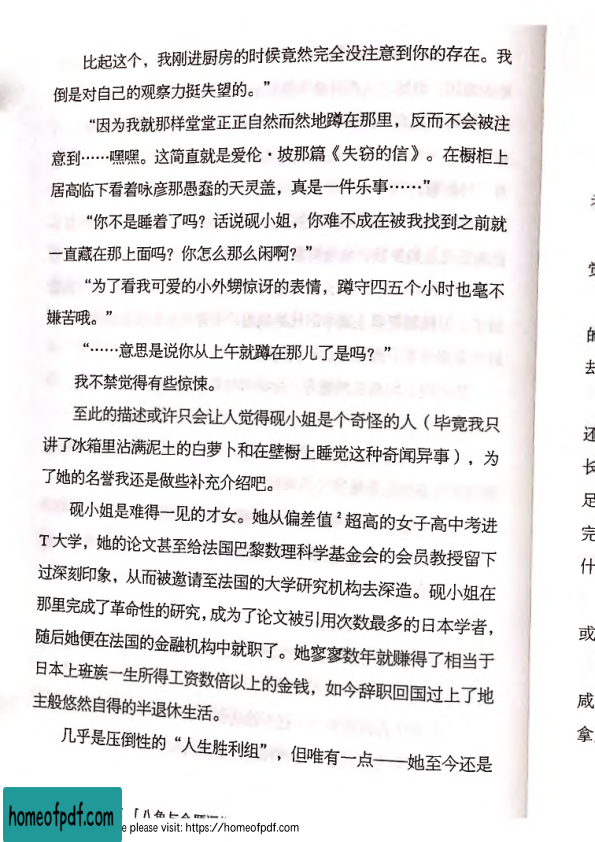 比起这个，我刚进厨房的时候竟然完全没注意到你的存在。我
倒是对自己的观察力挺失望的。”
“因为我就那样堂堂正正自然而然地蹲在那里，反而不会被注
意到……嘿嘿。这简直就是爱伦·坡那篇《失窃的信》。在橱柜上
居高临下看着咏彦那愚蠢的天灵盖，真是一件乐事……”
“你不是睡着了吗？话说砚小姐，你难不成在被我找到之前就
一直藏在那上面吗？你怎么那么闲啊？”
“为了看我可爱的小外甥惊讶的表情，蹲守四五个小时也毫不
嫌苦哦。”
“……意思是说你从上午就蹲在那儿了是吗？”
我不禁觉得有些惊悚。
至此的描述或许只会让人觉得砚小姐是个奇怪的人（毕竟我只
讲了冰箱里沾满泥土的白萝卜和在壁橱上睡觉这种奇闻异事），为
了她的名誉我还是做些补充介绍吧。
砚小姐是难得一见的才女。她从偏差值²超高的女子高中考进
T大学，她的论文甚至给法国巴黎数理科学基金会的会员教授留下
过深刻印象，从而被邀请至法国的大学研究机构去深造。砚小姐在
那里完成了革命性的研究，成为了论文被引用次数最多的日本学者，
随后她便在法国的金融机构中就职了。她寥寥数年就赚得了相当于
日本上班族一生所得工资数倍以上的金钱，如今辞职回国过上了地
主般悠然自得的半退休生活。
几乎是压倒性的“人生胜利组”，但唯有一点——她至今还是
觉
的
去
还
长
足
完
什
或
咸
拿
homeofpdf.com
please visit: https://homeofpdf.com